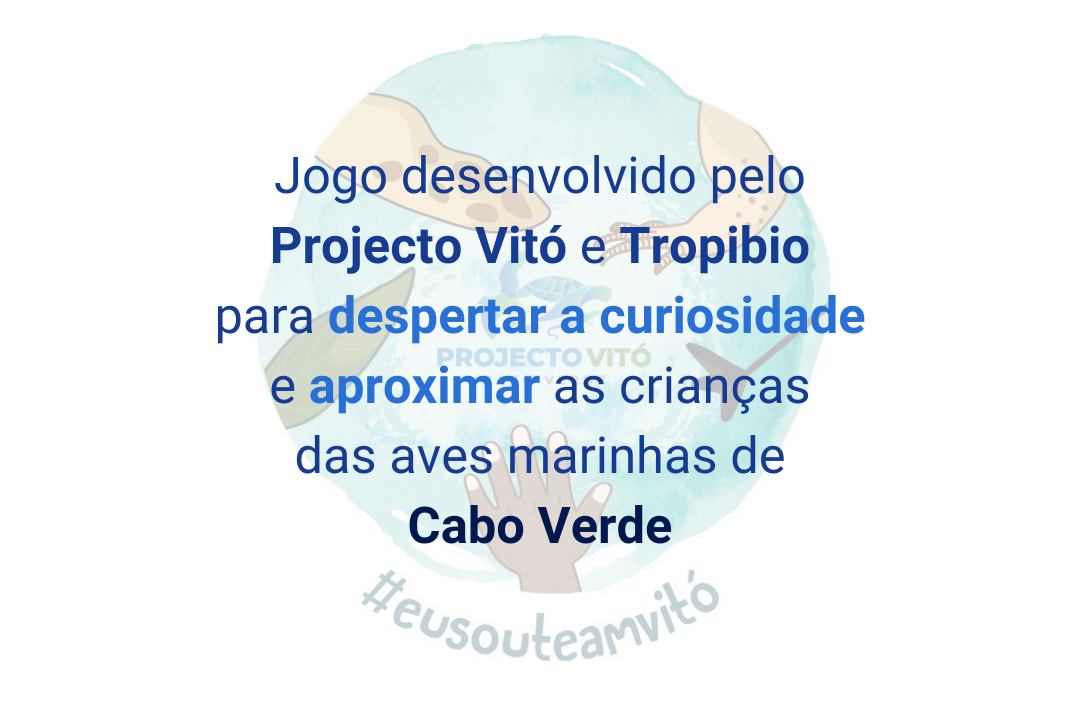 Jogo desenvolvido pelo
Projecto Vitó e Tropibio
para despertar a curiosidade
e aproximar as crianças
das aves marinhas de
Cabo Verde
PROJECTO VITÓ
#eusouteamvitó